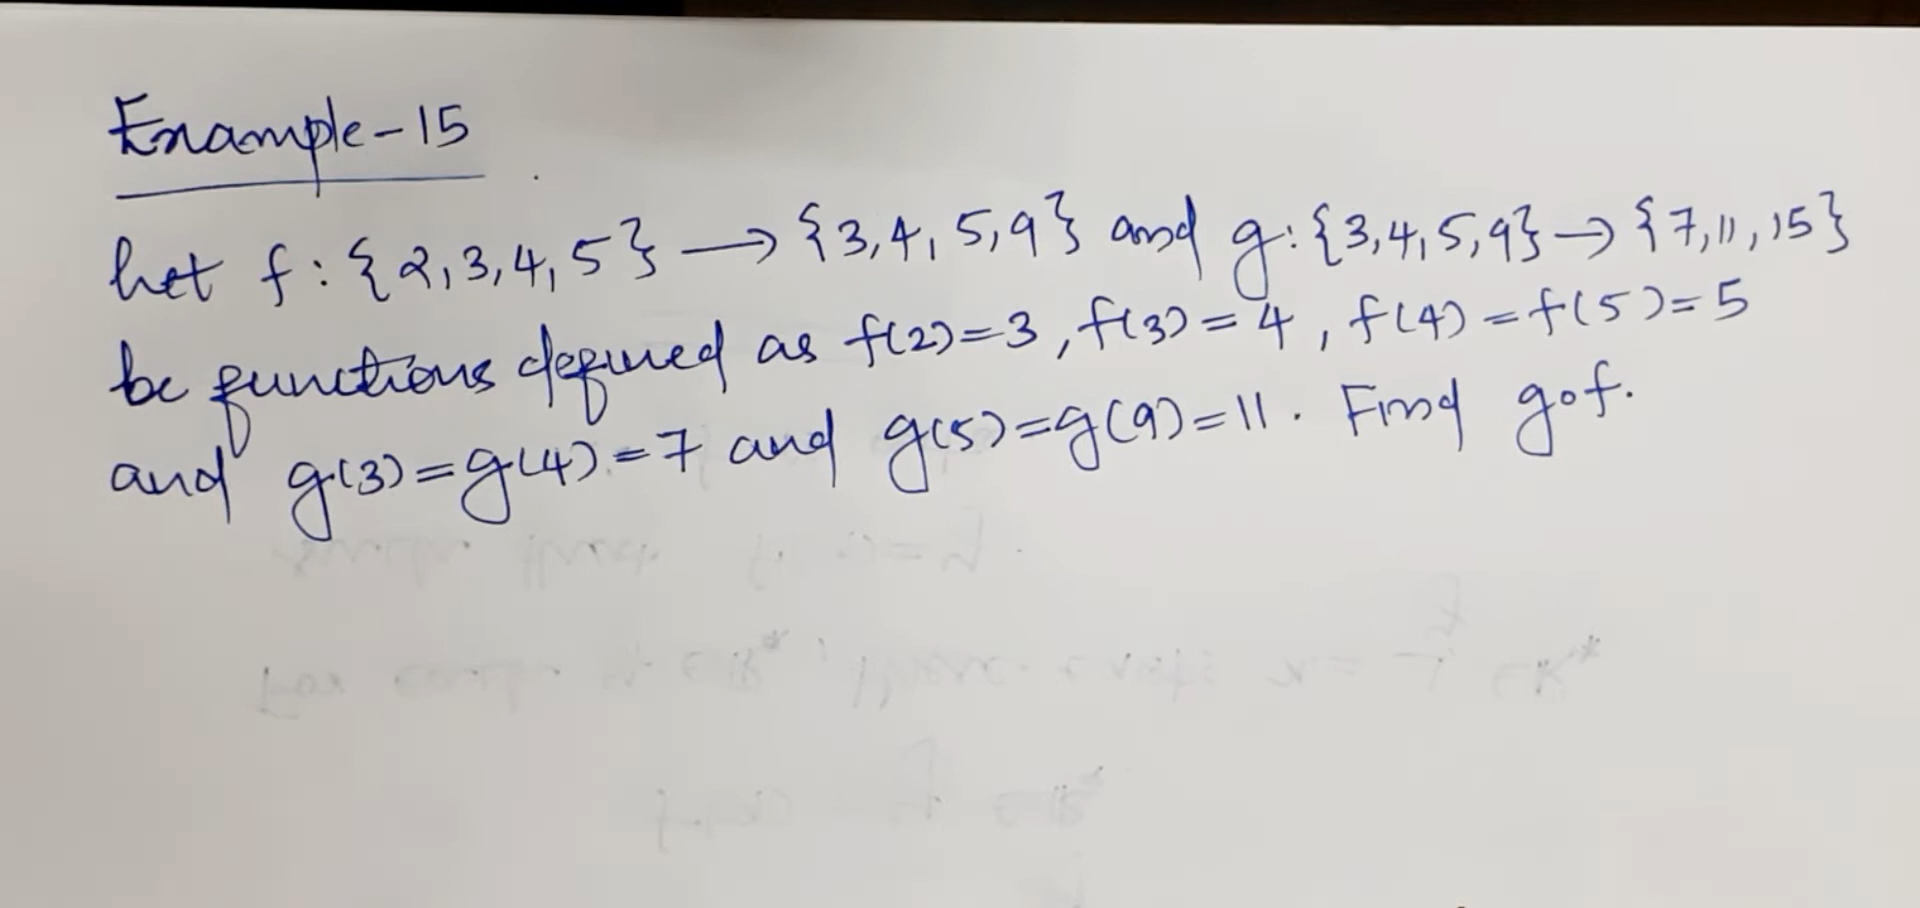 Example-15
Let f: {2,3,4,5} → {3,4,5,9} and g: {3,4,5,9} → {7,11,15}
be functions defined as f(2)=3, f(3)=4, f(4)=f(5)=5
and g(3)=g(4)=7 and g(5)=g(9)=11. Find gof.